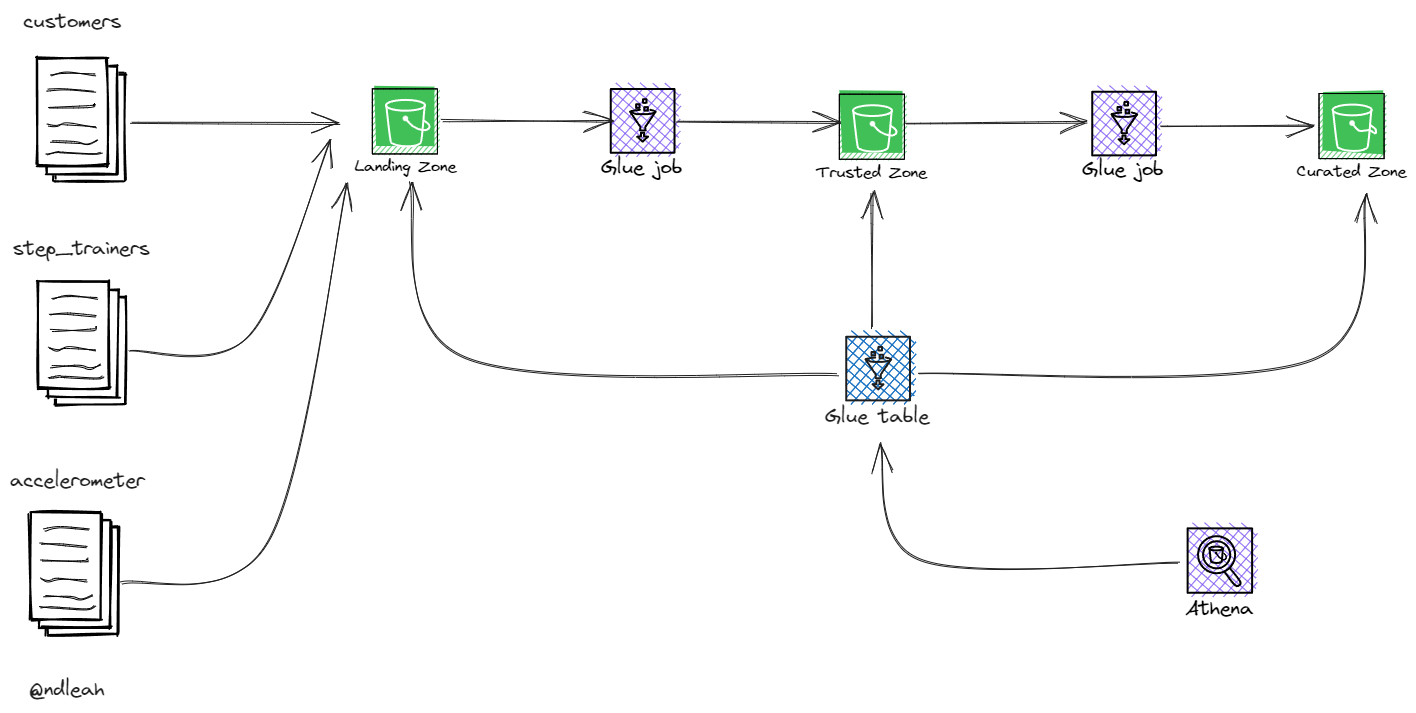 customers
Landing Zone
Glue job
Trusted Zone
Glue job
Curated Zone
step_trainers
Glue table
accelerometer
Athena
@ndleah